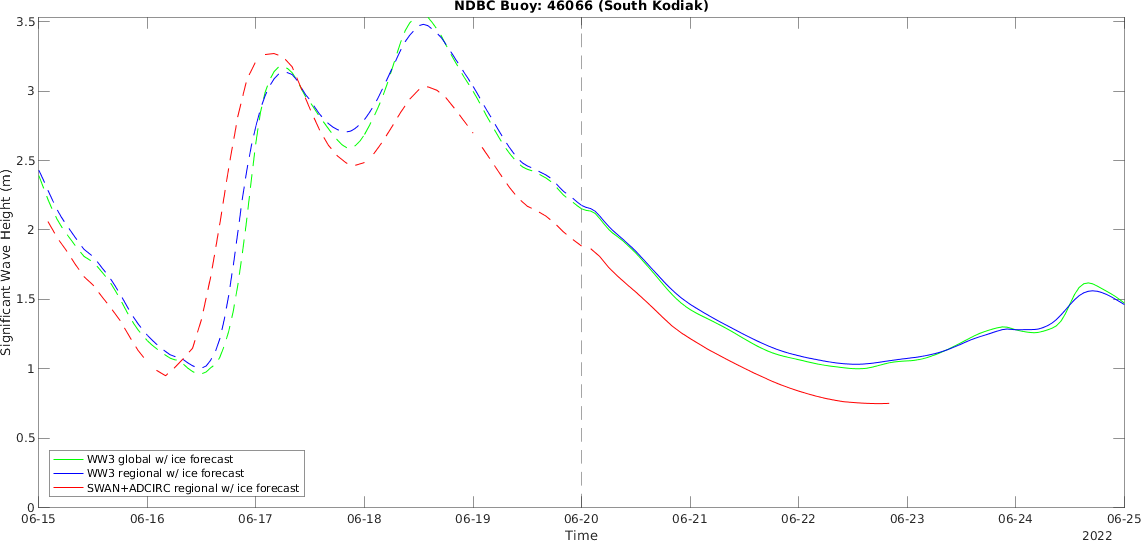 NDBC Buoy: 46066 (South Kodiak)
3.5
3
2.5
2
1.5
1
0.5
0
Significant Wave Height (m)
WW3 global w/ ice forecast
WW3 regional w/ ice forecast
SWAN+ADCIRC regional w/ ice forecast
06-15 06-16 06-17 06-18 06-19 06-20 06-21 06-22 06-23 06-24 06-25
Time
2022